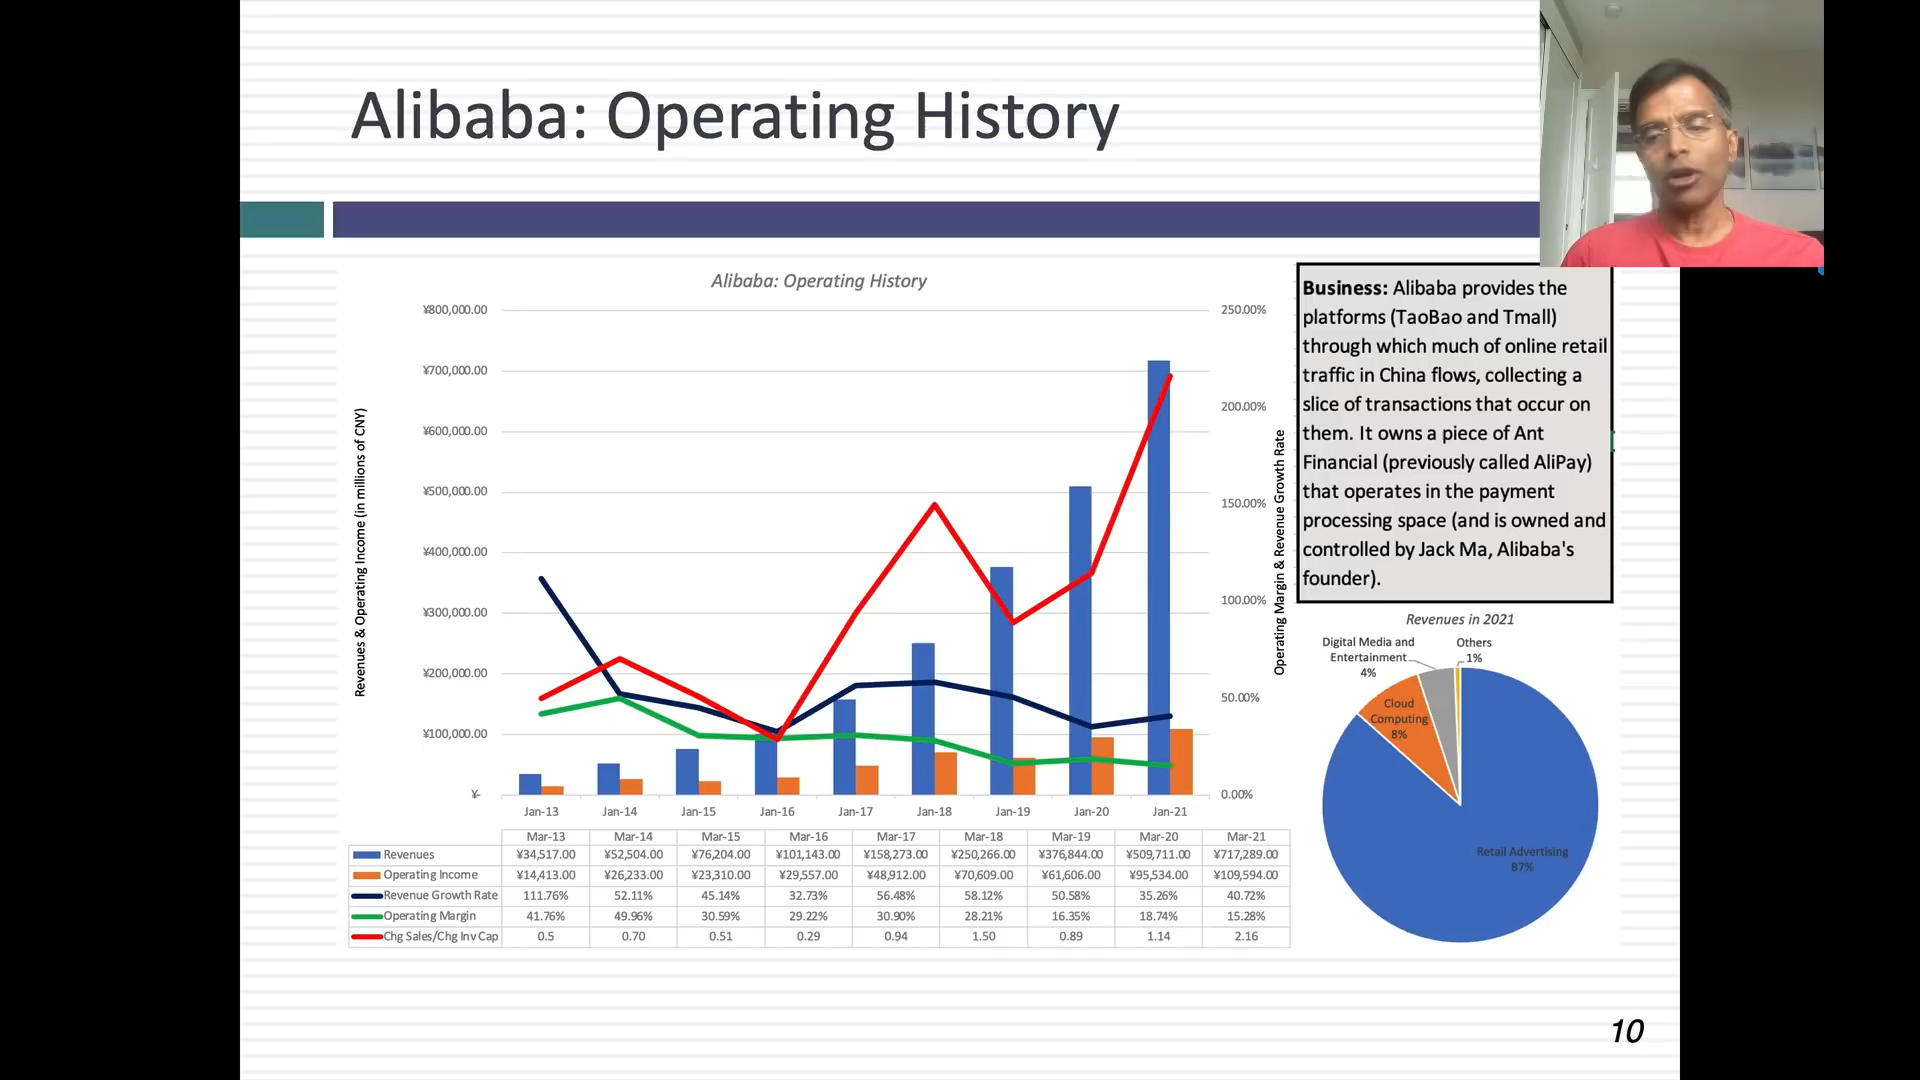 Alibaba: Operating History
Alibaba: Operating History
Revenues & Operating Income (in millions of CNY)
¥800,000.00
¥700,000.00
¥600,000.00
¥500,000.00
¥400,000.00
¥300,000.00
¥200,000.00
¥100,000.00
¥-
250.00%
200.00%
150.00%
100.00%
50.00%
0.00%
Operating Margin & Revenue Growth Rate
Jan-13 Jan-14 Jan-15 Jan-16 Jan-17 Jan-18 Jan-19 Jan-20 Jan-21
Mar-13 Mar-14 Mar-15 Mar-16 Mar-17 Mar-18 Mar-19 Mar-20 Mar-21
Revenues ¥34,517.00 ¥52,504.00 ¥76,204.00 ¥101,143.00 ¥158,273.00 ¥250,266.00 ¥376,844.00 ¥509,711.00 ¥717,289.00
Operating Income ¥14,413.00 ¥26,233.00 ¥23,310.00 ¥29,557.00 ¥48,912.00 ¥70,609.00 ¥61,606.00 ¥95,534.00 ¥109,594.00
Revenue Growth Rate 111.76% 52.11% 45.14% 32.73% 56.48% 58.12% 50.58% 35.26% 40.72%
Operating Margin 41.76% 49.96% 30.59% 29.22% 30.90% 28.21% 16.35% 18.74% 15.28%
Chg Sales/Chg Inv Cap 0.5 0.70 0.51 0.29 0.94 1.50 0.89 1.14 2.16
Business: Alibaba provides the
platforms (TaoBao and Tmall)
through which much of online retail
traffic in China flows, collecting a
slice of transactions that occur on
them. It owns a piece of Ant
Financial (previously called AliPay)
that operates in the payment
processing space (and is owned and
controlled by Jack Ma, Alibaba's
founder).
Revenues in 2021
Digital Media and
Entertainment
4%
Others
1%
Cloud
Computing
8%
Retail Advertising
87%
10